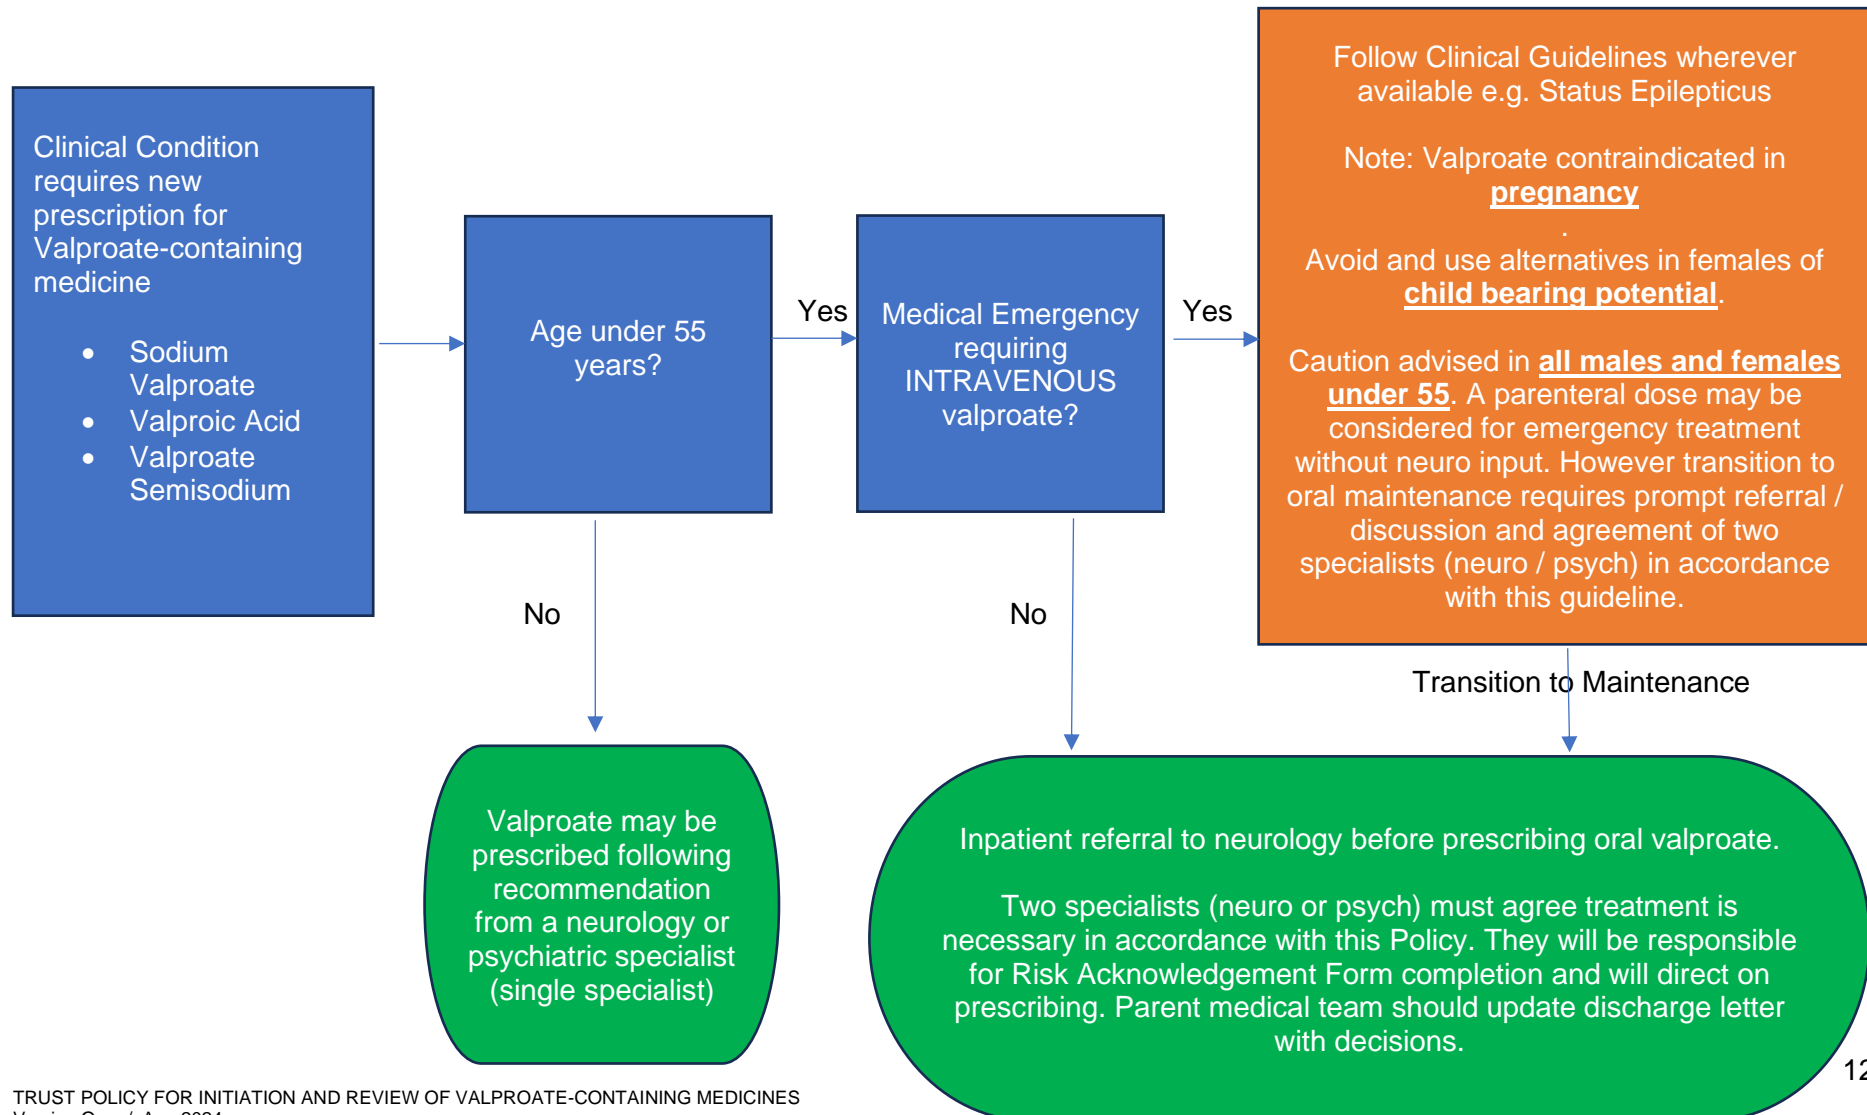 Clinical Condition
requires new
prescription for
Valproate-containing
medicine
• Sodium
Valproate
• Valproic Acid
• Valproate
Semisodium
Age under 55
years?
Yes
Medical Emergency
requiring
INTRAVENOUS
valproate?
Yes
Follow Clinical Guidelines wherever
available e.g. Status Epilepticus
Note: Valproate contraindicated in
pregnancy
.
Avoid and use alternatives in females of
child bearing potential.
Caution advised in all males and females
under 55. A parenteral dose may be
considered for emergency treatment
without neuro input. However transition to
oral maintenance requires prompt referral /
discussion and agreement of two
specialists (neuro / psych) in accordance
with this guideline.
No
No
Transition to Maintenance
Valproate may be
prescribed following
recommendation
from a neurology or
psychiatric specialist
(single specialist)
Inpatient referral to neurology before prescribing oral valproate.
Two specialists (neuro or psych) must agree treatment is
necessary in accordance with this Policy. They will be responsible
for Risk Acknowledgement Form completion and will direct on
prescribing. Parent medical team should update discharge letter
with decisions.
12
TRUST POLICY FOR INITIATION AND REVIEW OF VALPROATE-CONTAINING MEDICINES